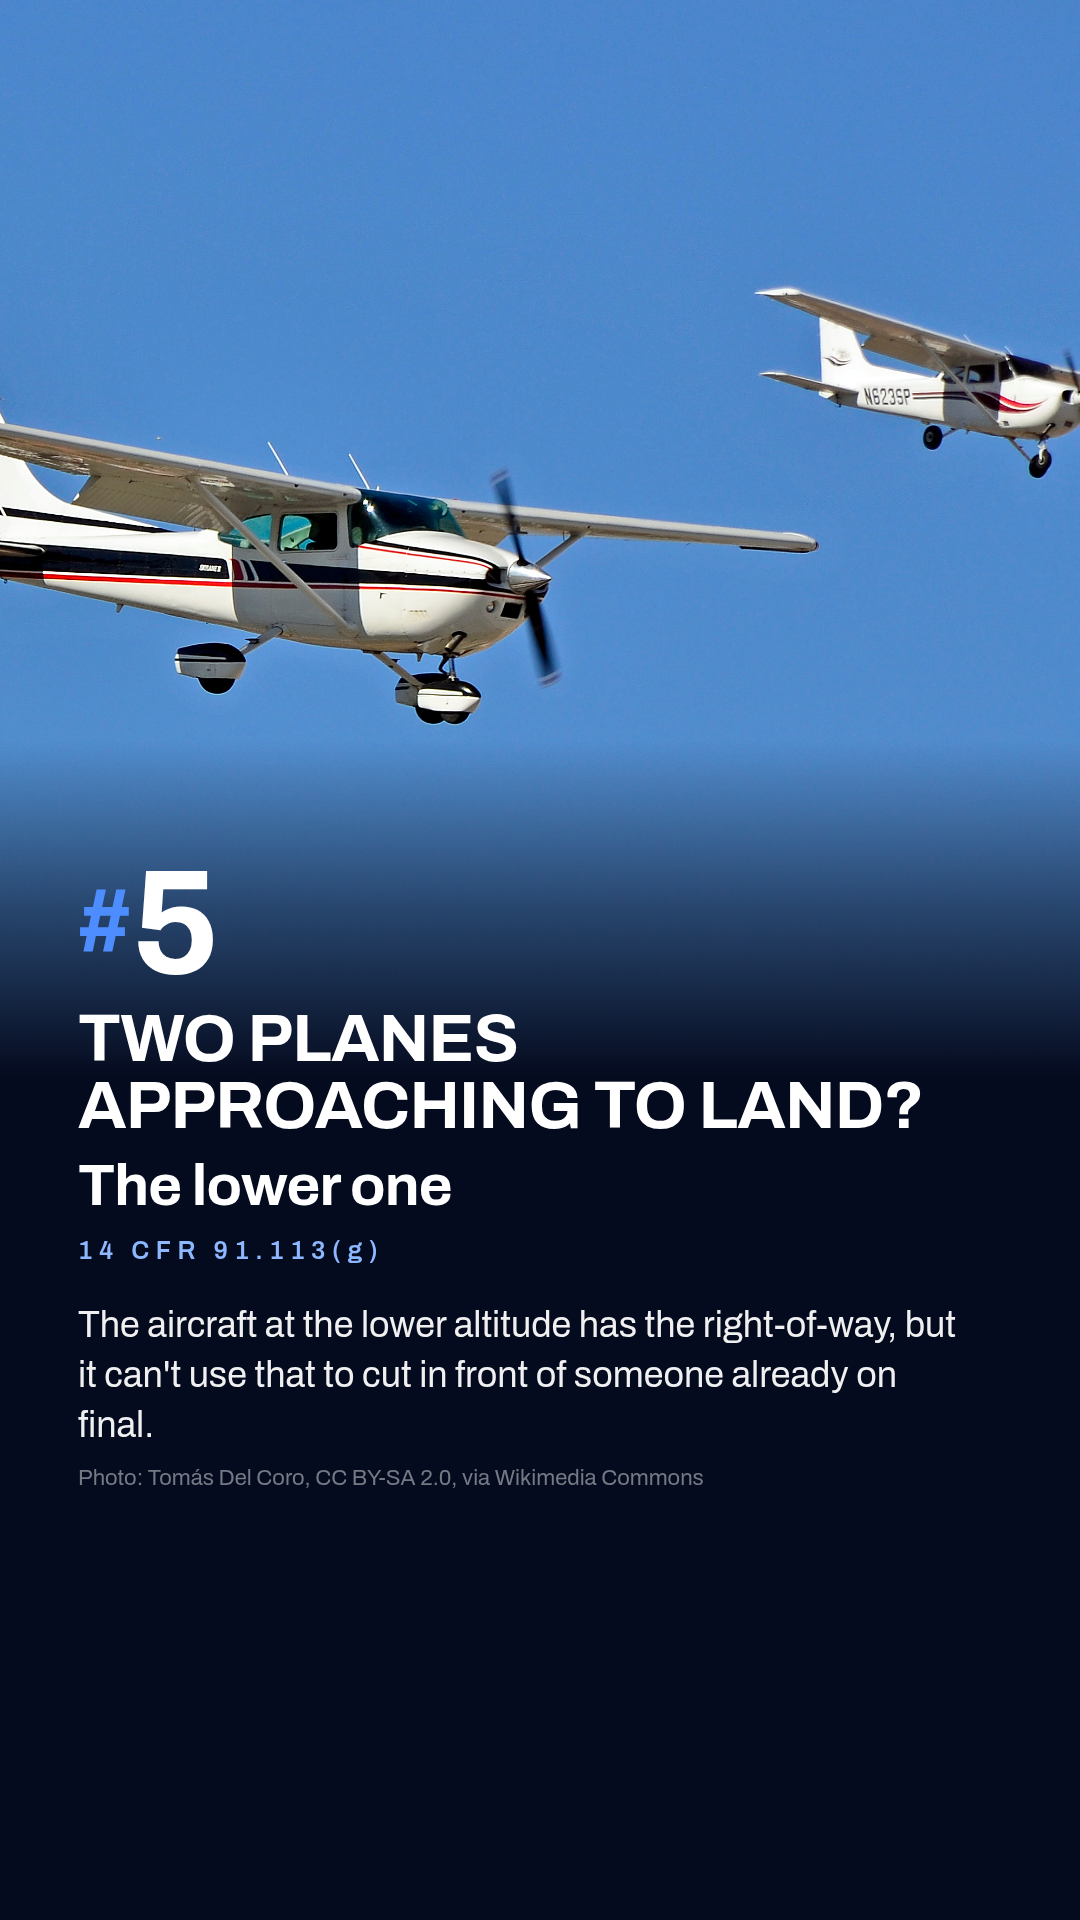 N623SP
#5
TWO PLANES
APPROACHING TO LAND?
The lower one
14 CFR 91.113(g)
The aircraft at the lower altitude has the right-of-way, but
it can't use that to cut in front of someone already on
final.
Photo: Tomás Del Coro, CC BY-SA 2.0, via Wikimedia Commons